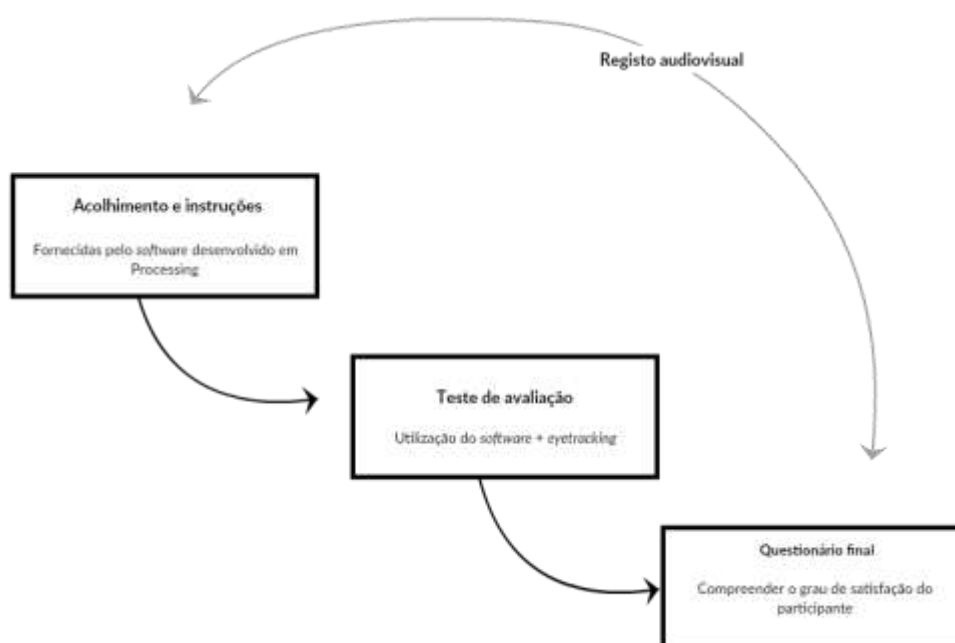 Registo audiovisual
Acolhimento e instruções
Fornecidas pelo software desenvolvido em
Processing
Teste de avaliação
Utilização do software + eyetracking
Questionário final
Compreender o grau de satisfação do
participante